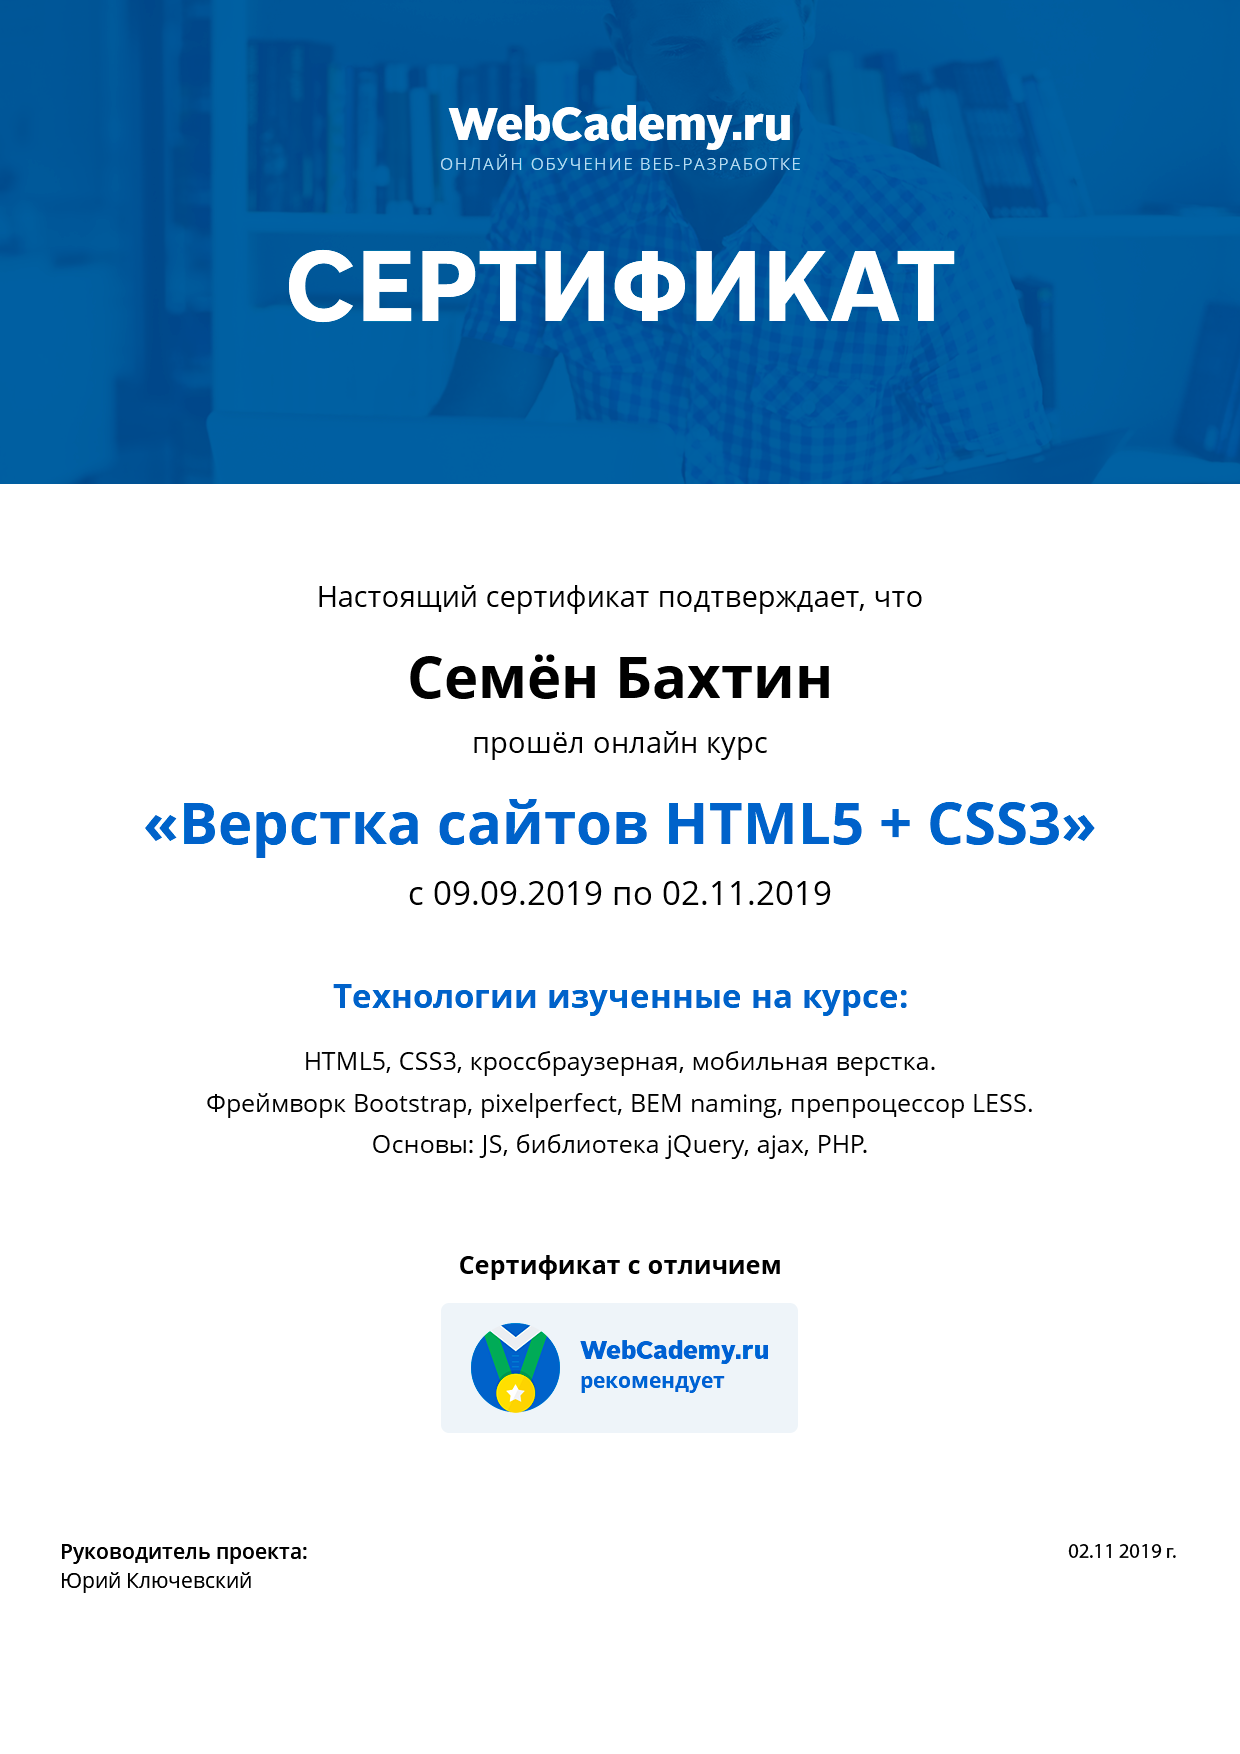 WebCademy.ru
ОНЛАЙН ОБУЧЕНИЕ ВЕБ-РАЗРАБОТКЕ
СЕРТИФИКАТ
Настоящий сертификат подтверждает, что
Семён Бахтин
прошёл онлайн курс
«Верстка сайтов HTML5 + CSS3»
с 09.09.2019 по 02.11.2019
Технологии изученные на курсе:
HTML5, CSS3, кроссбраузерная, мобильная верстка.
Фреймворк Bootstrap, pixelperfect, BEM naming, препроцессор LESS.
Основы: JS, библиотека jQuery, ajax, PHP.
Сертификат с отличием
WebCademy.ru
рекомендует
Руководитель проекта:
Юрий Ключевский
02.11 2019 г.